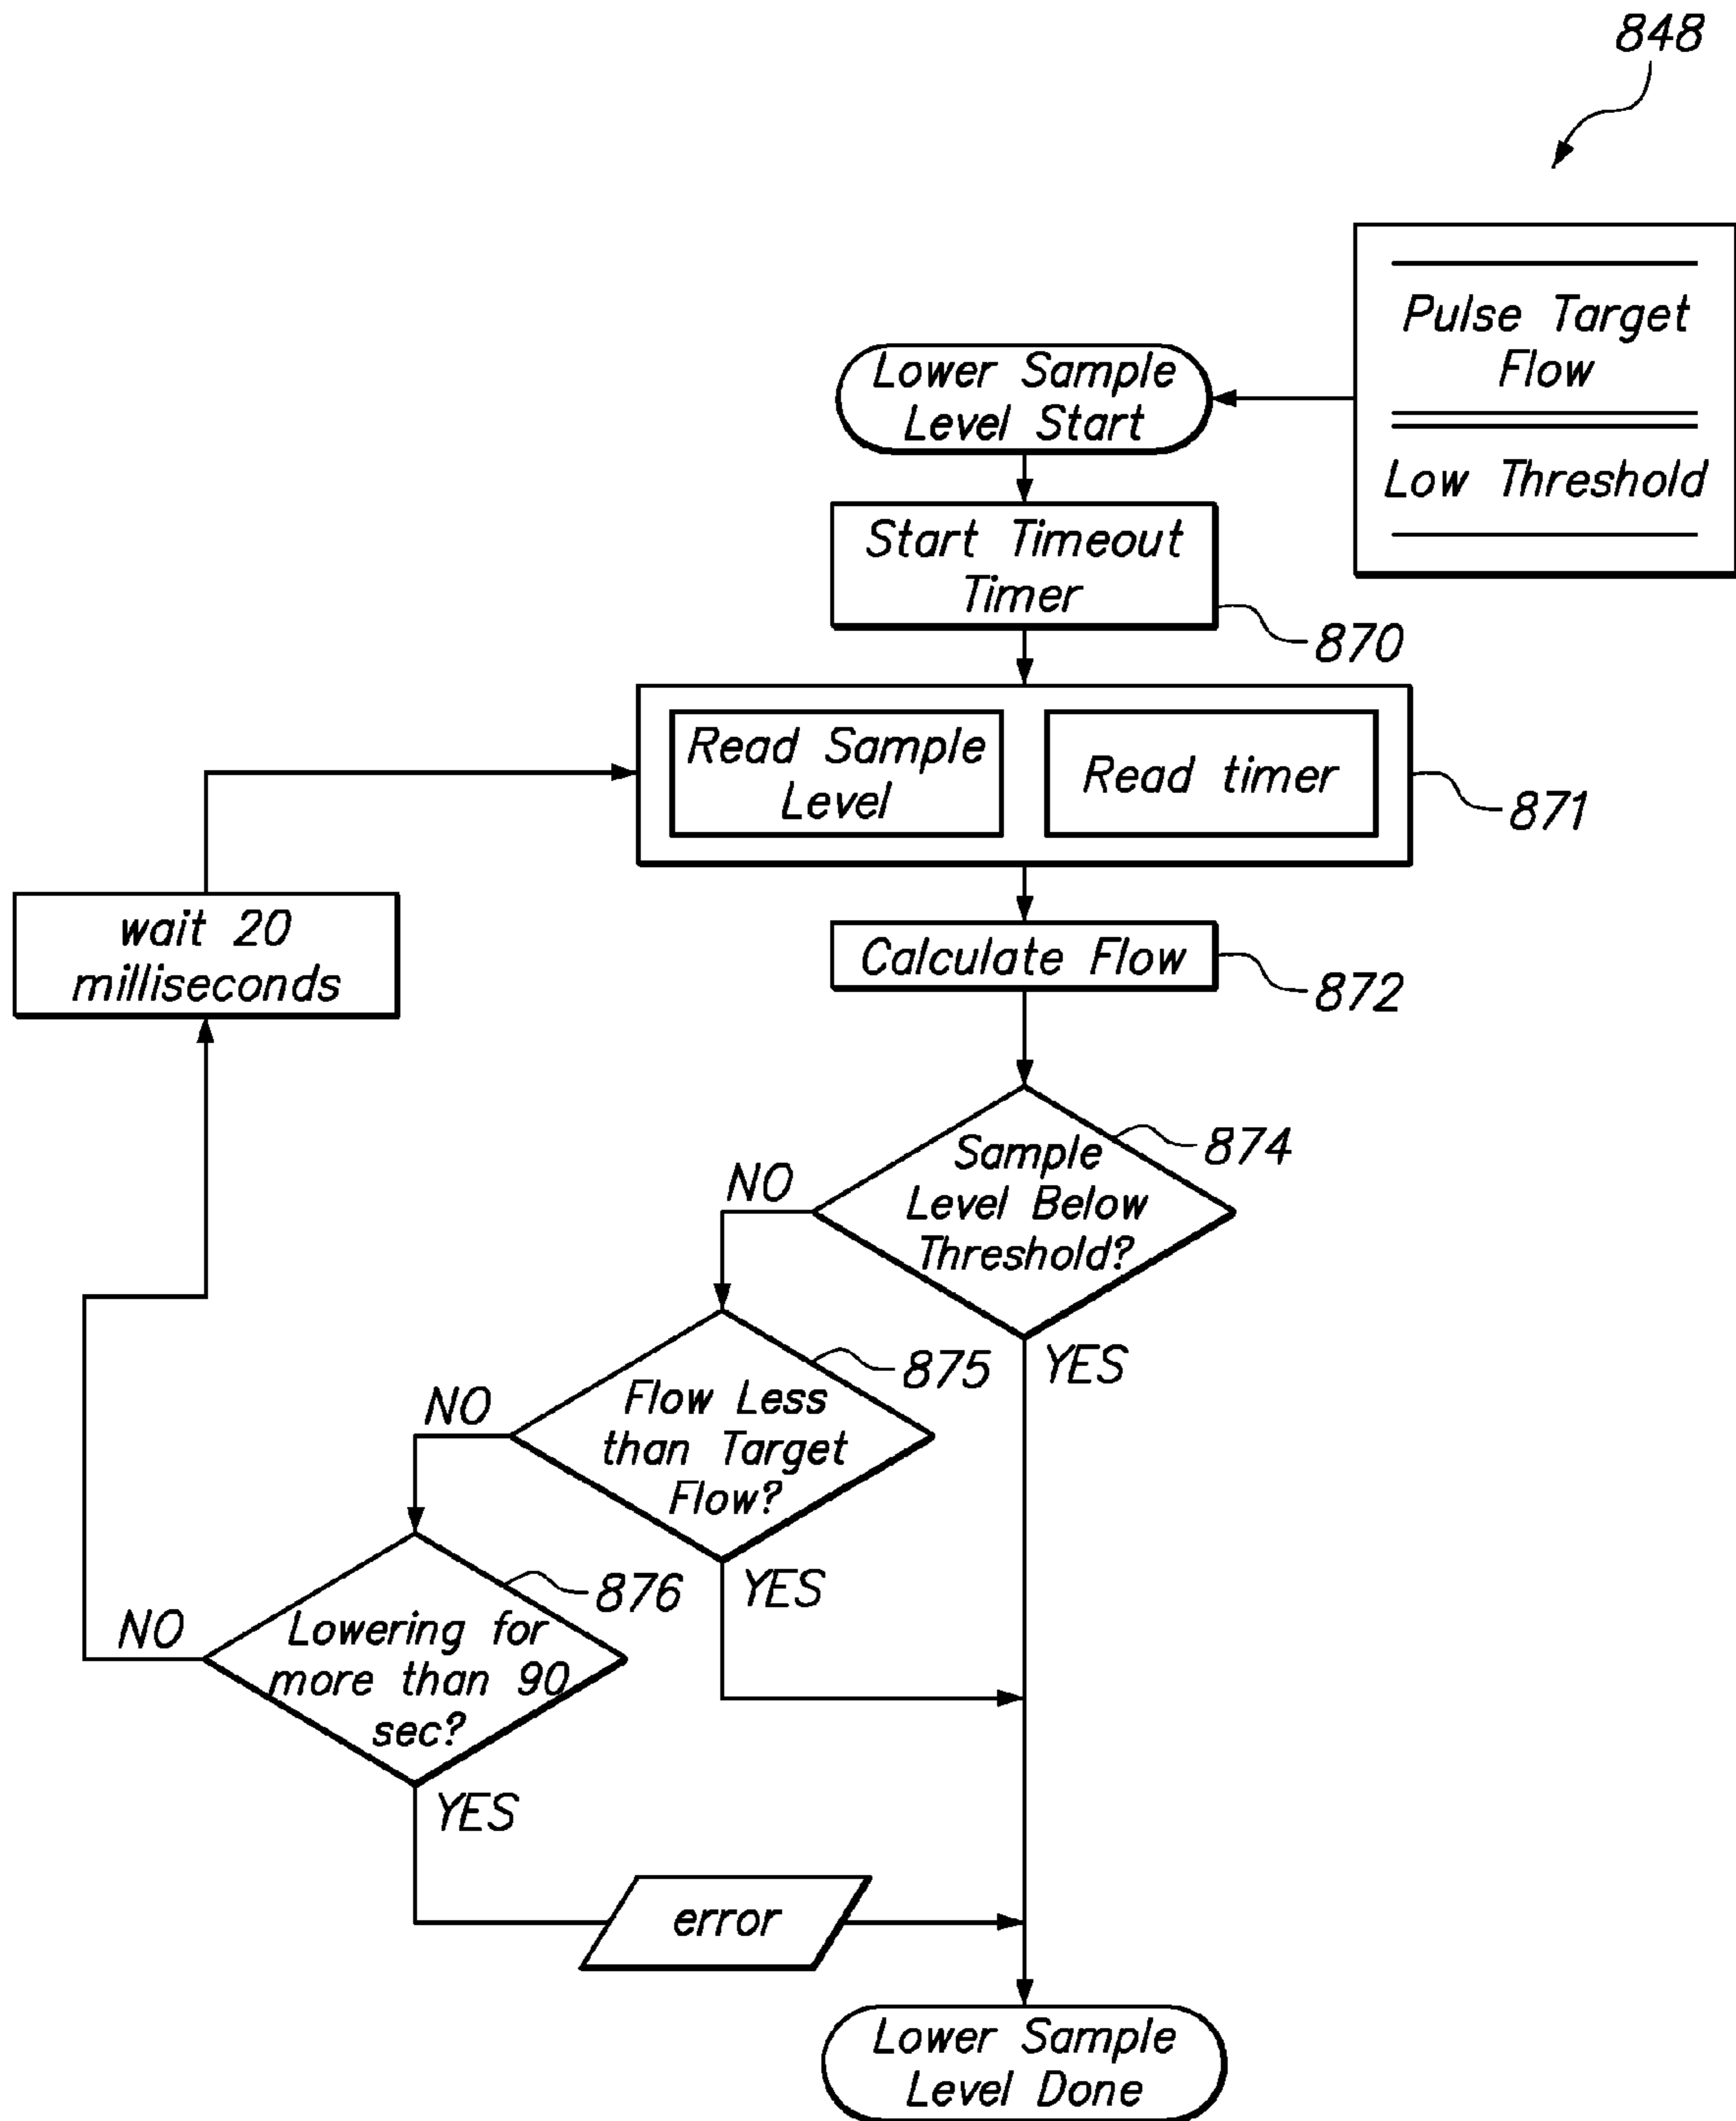 848
Pulse Target
Flow
Low Threshold
Lower Sample
Level Start
Start Timeout
Timer
870
Read Sample
Level
Read timer
871
wait 20
milliseconds
Calculate Flow
872
Sample
Level Below
Threshold?
874
NO
YES
Flow Less
than Target
Flow?
875
NO
YES
Lowering for
more than 90
sec?
876
NO
YES
error
Lower Sample
Level Done